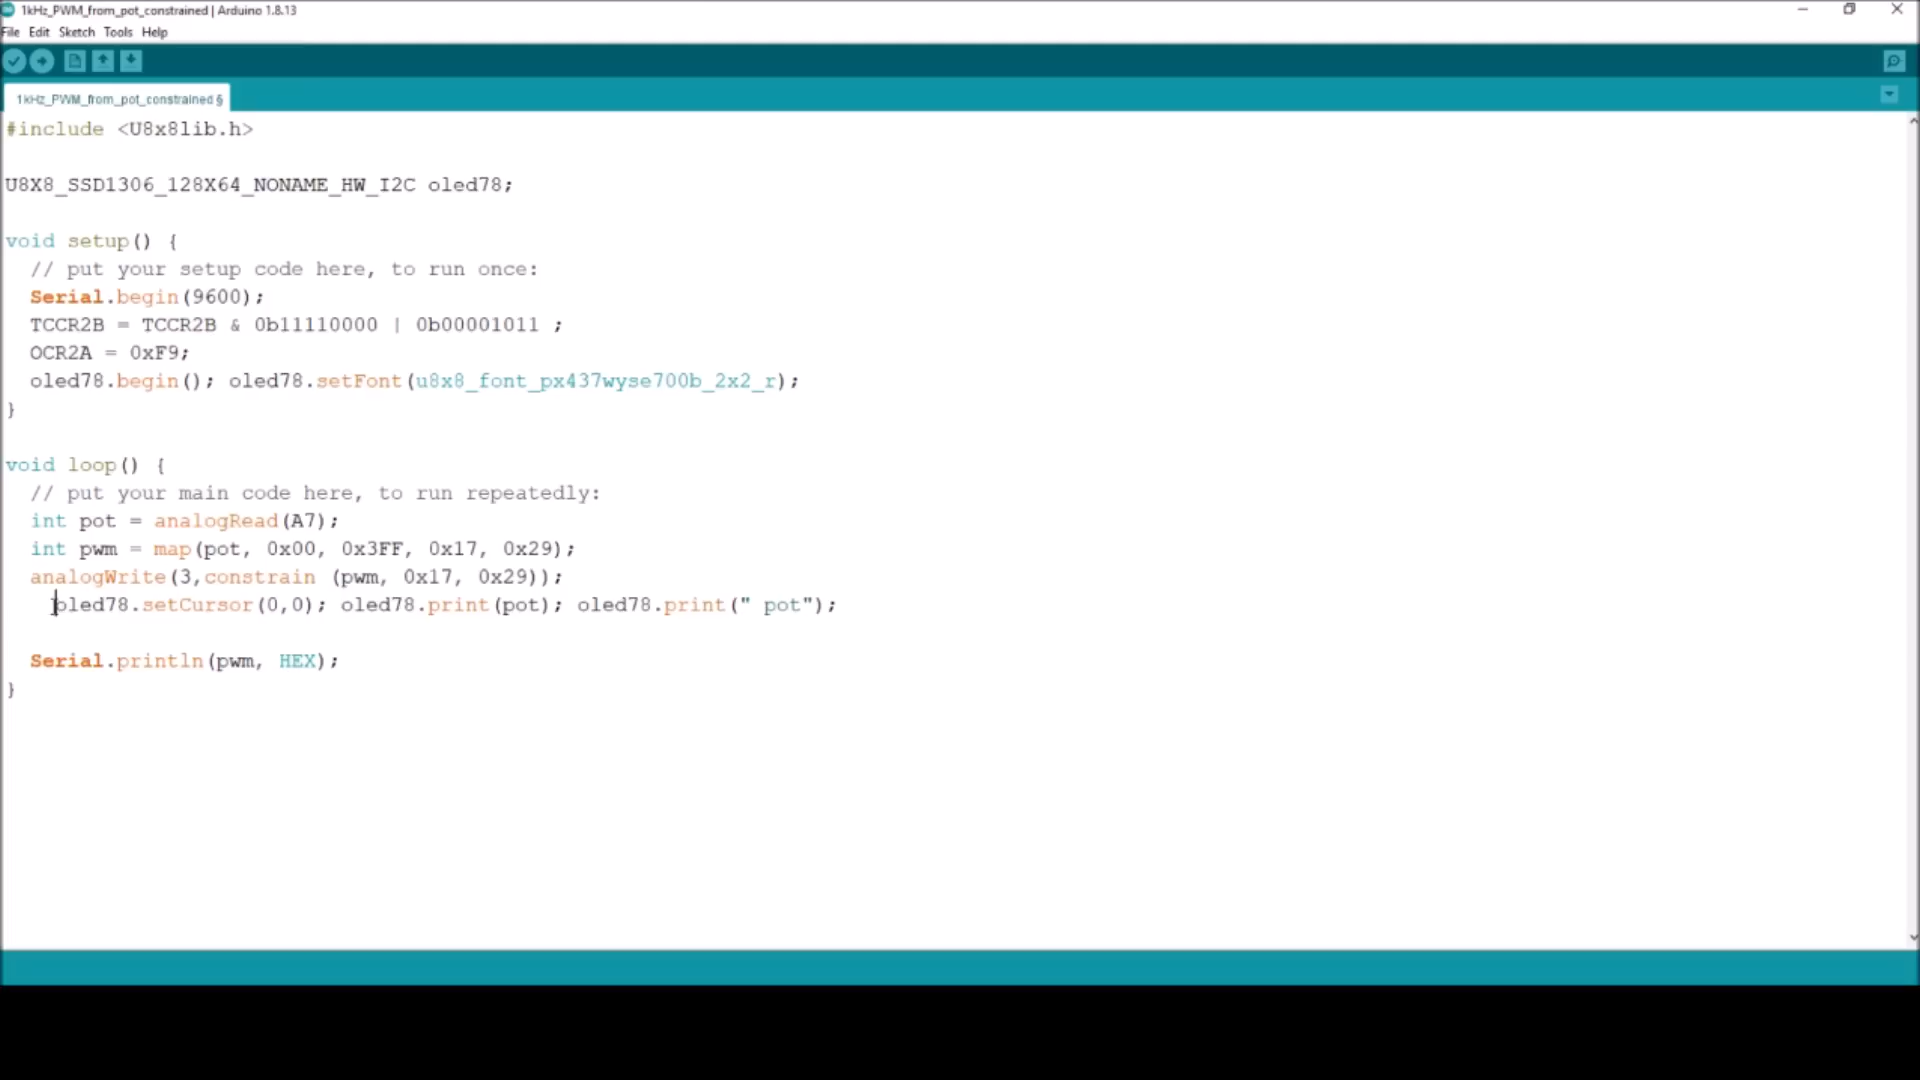 1kHz_PWM_from_pot_constrained | Arduino 1.8.13
File Edit Sketch Tools Help
1kHz_PWM_from_pot_constrained §
#include <U8x8lib.h>
U8X8_SSD1306_128X64_NONAME_HW_I2C oled78;
void setup() {
  // put your setup code here, to run once:
  Serial.begin(9600);
  TCCR2B = TCCR2B & 0b11110000 | 0b00001011 ;
  OCR2A = 0xF9;
  oled78.begin(); oled78.setFont(u8x8_font_px437wyse700b_2x2_r);
}
void loop() {
  // put your main code here, to run repeatedly:
  int pot = analogRead(A7);
  int pwm = map(pot, 0x00, 0x3FF, 0x17, 0x29);
  analogWrite(3,constrain (pwm, 0x17, 0x29));
    oled78.setCursor(0,0); oled78.print(pot); oled78.print(" pot");
  Serial.println(pwm, HEX);
}